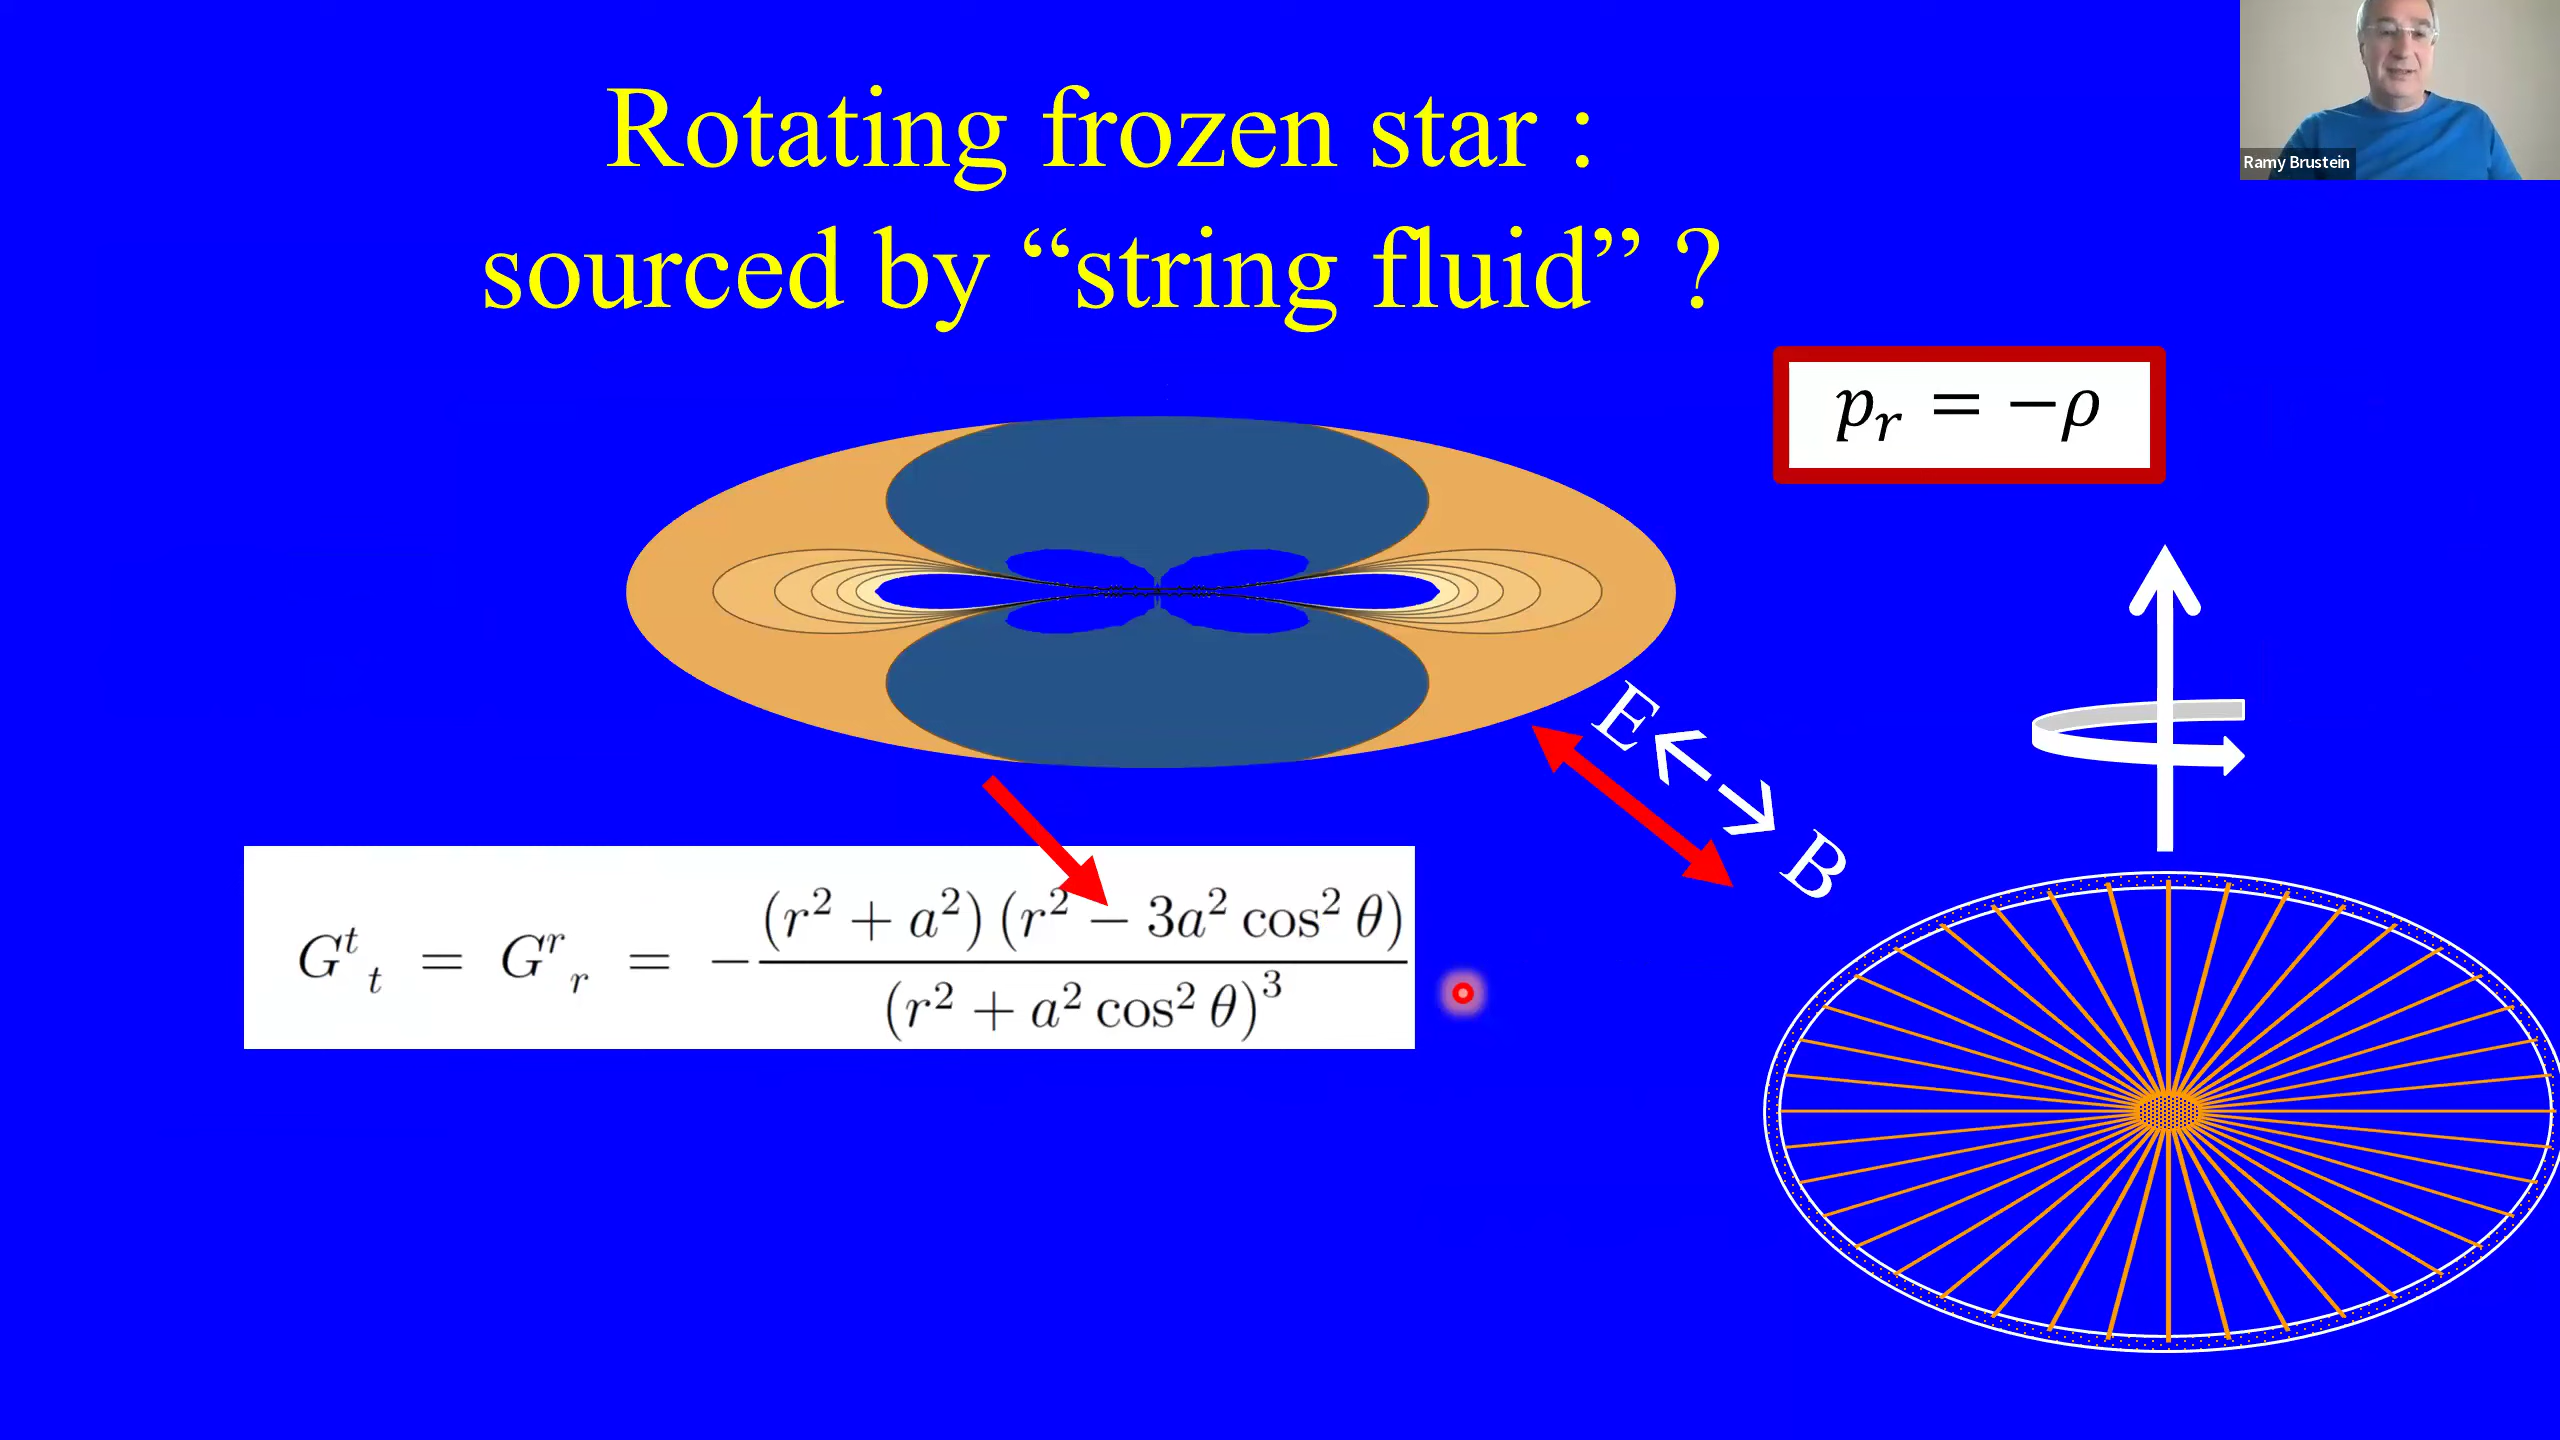 Rotating frozen star :
sourced by “string fluid” ?
Ramy Brustein
p_r = −ρ
E ↔ B
G^t_t = G^r_r = − (r² + a²) (r² − 3a² cos² θ) / (r² + a² cos² θ)³